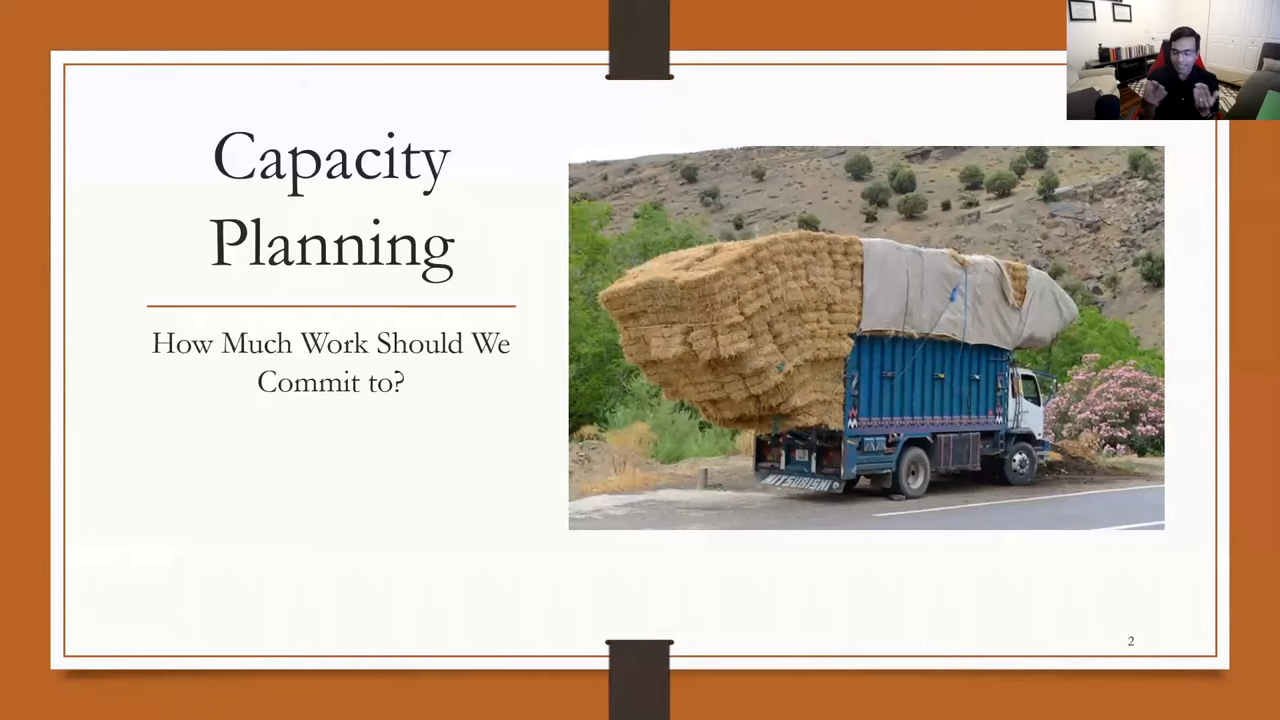 Capacity
Planning
How Much Work Should We
Commit to?
MITSUBISHI
2